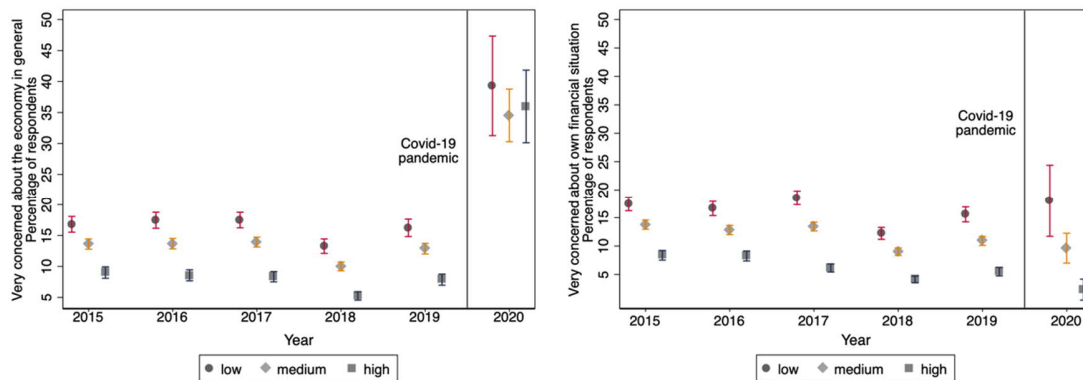 Very concerned about the economy in general
Percentage of respondents
50
45
40
35
30
25
20
15
10
5
Covid-19
pandemic
2015 2016 2017 2018 2019 2020
Year
low medium high
Very concerned about own financial situation
Percentage of respondents
50
45
40
35
30
25
20
15
10
5
Covid-19
pandemic
2015 2016 2017 2018 2019 2020
Year
low medium high